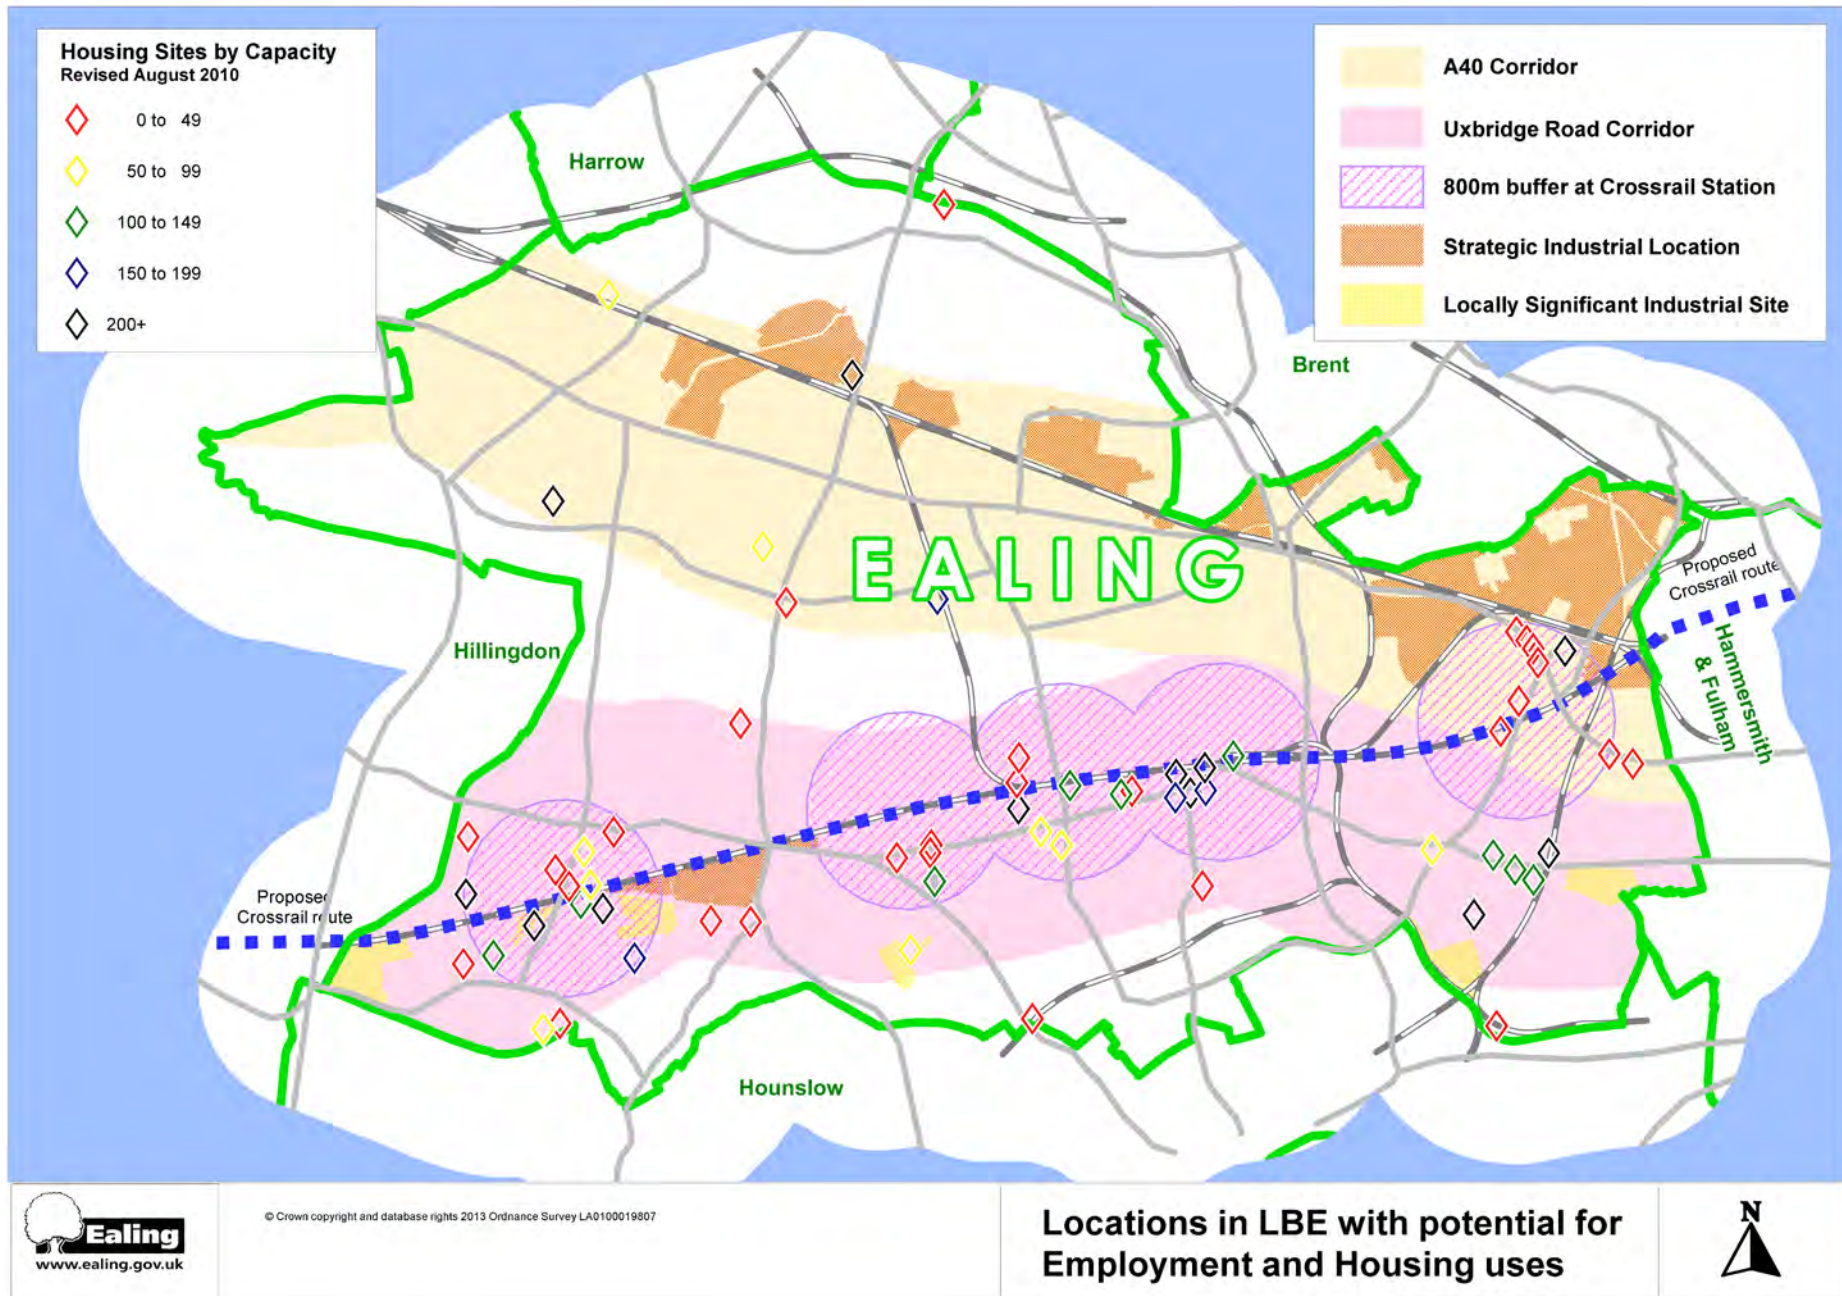 Housing Sites by Capacity
Revised August 2010
0 to 49
50 to 99
100 to 149
150 to 199
200+
A40 Corridor
Uxbridge Road Corridor
800m buffer at Crossrail Station
Strategic Industrial Location
Locally Significant Industrial Site
Harrow
Brent
EALING
Proposed
Crossrail route
Hillingdon
Hammersmith
& Fulham
Proposed
Crossrail route
Hounslow
Ealing
www.ealing.gov.uk
© Crown copyright and database rights 2013 Ordnance Survey LA0100019807
Locations in LBE with potential for
Employment and Housing uses
N